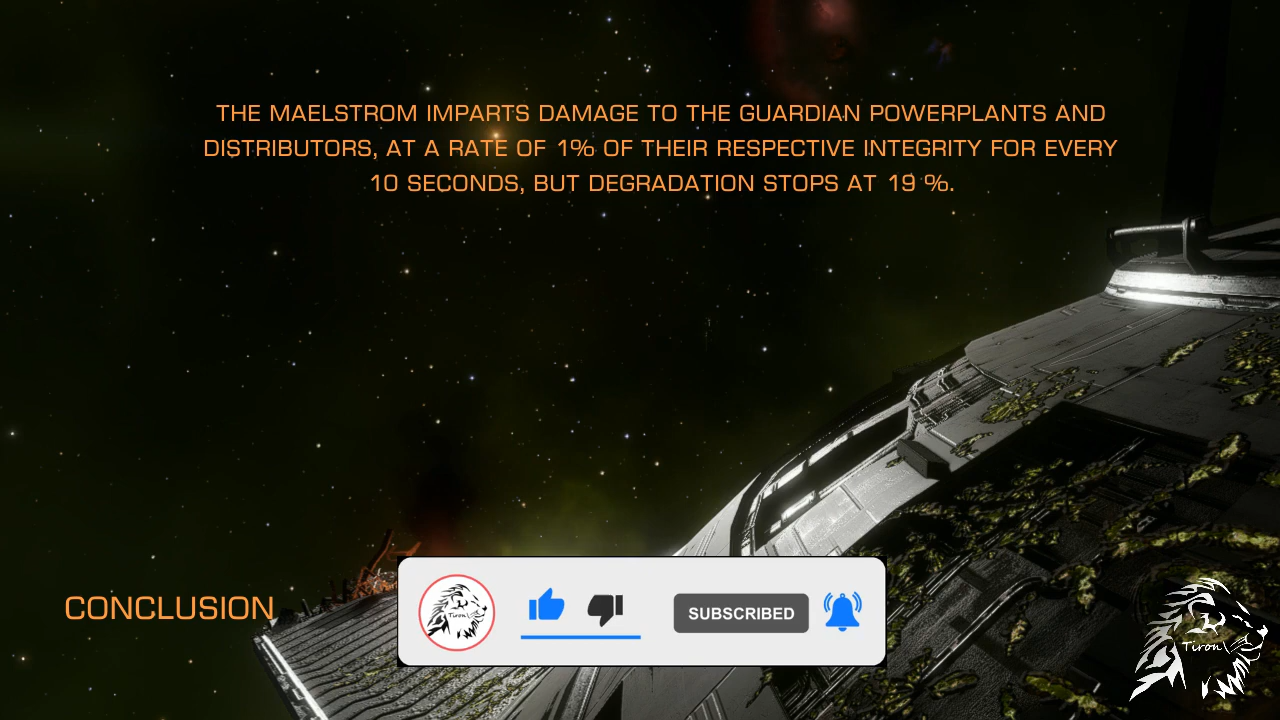 THE MAELSTROM IMPARTS DAMAGE TO THE GUARDIAN POWERPLANTS AND
DISTRIBUTORS, AT A RATE OF 1% OF THEIR RESPECTIVE INTEGRITY FOR EVERY
10 SECONDS, BUT DEGRADATION STOPS AT 19 %.
CONCLUSION
Tiron
SUBSCRIBED
Tiron